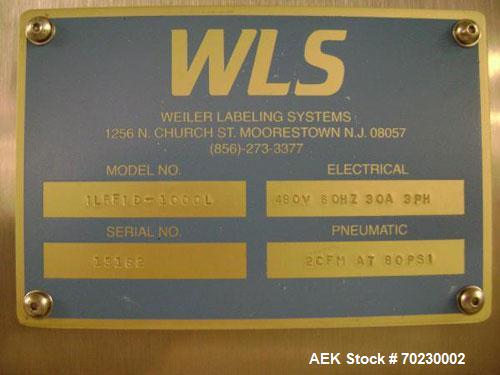 WLS
WEILER LABELING SYSTEMS
1256 N. CHURCH ST. MOORESTOWN N.J. 08057
(856)-273-3377
MODEL NO. ELECTRICAL
480V 60HZ 30A 3PH
SERIAL NO. PNEUMATIC
15162 2CFM AT 80PSI
AEK Stock # 70230002